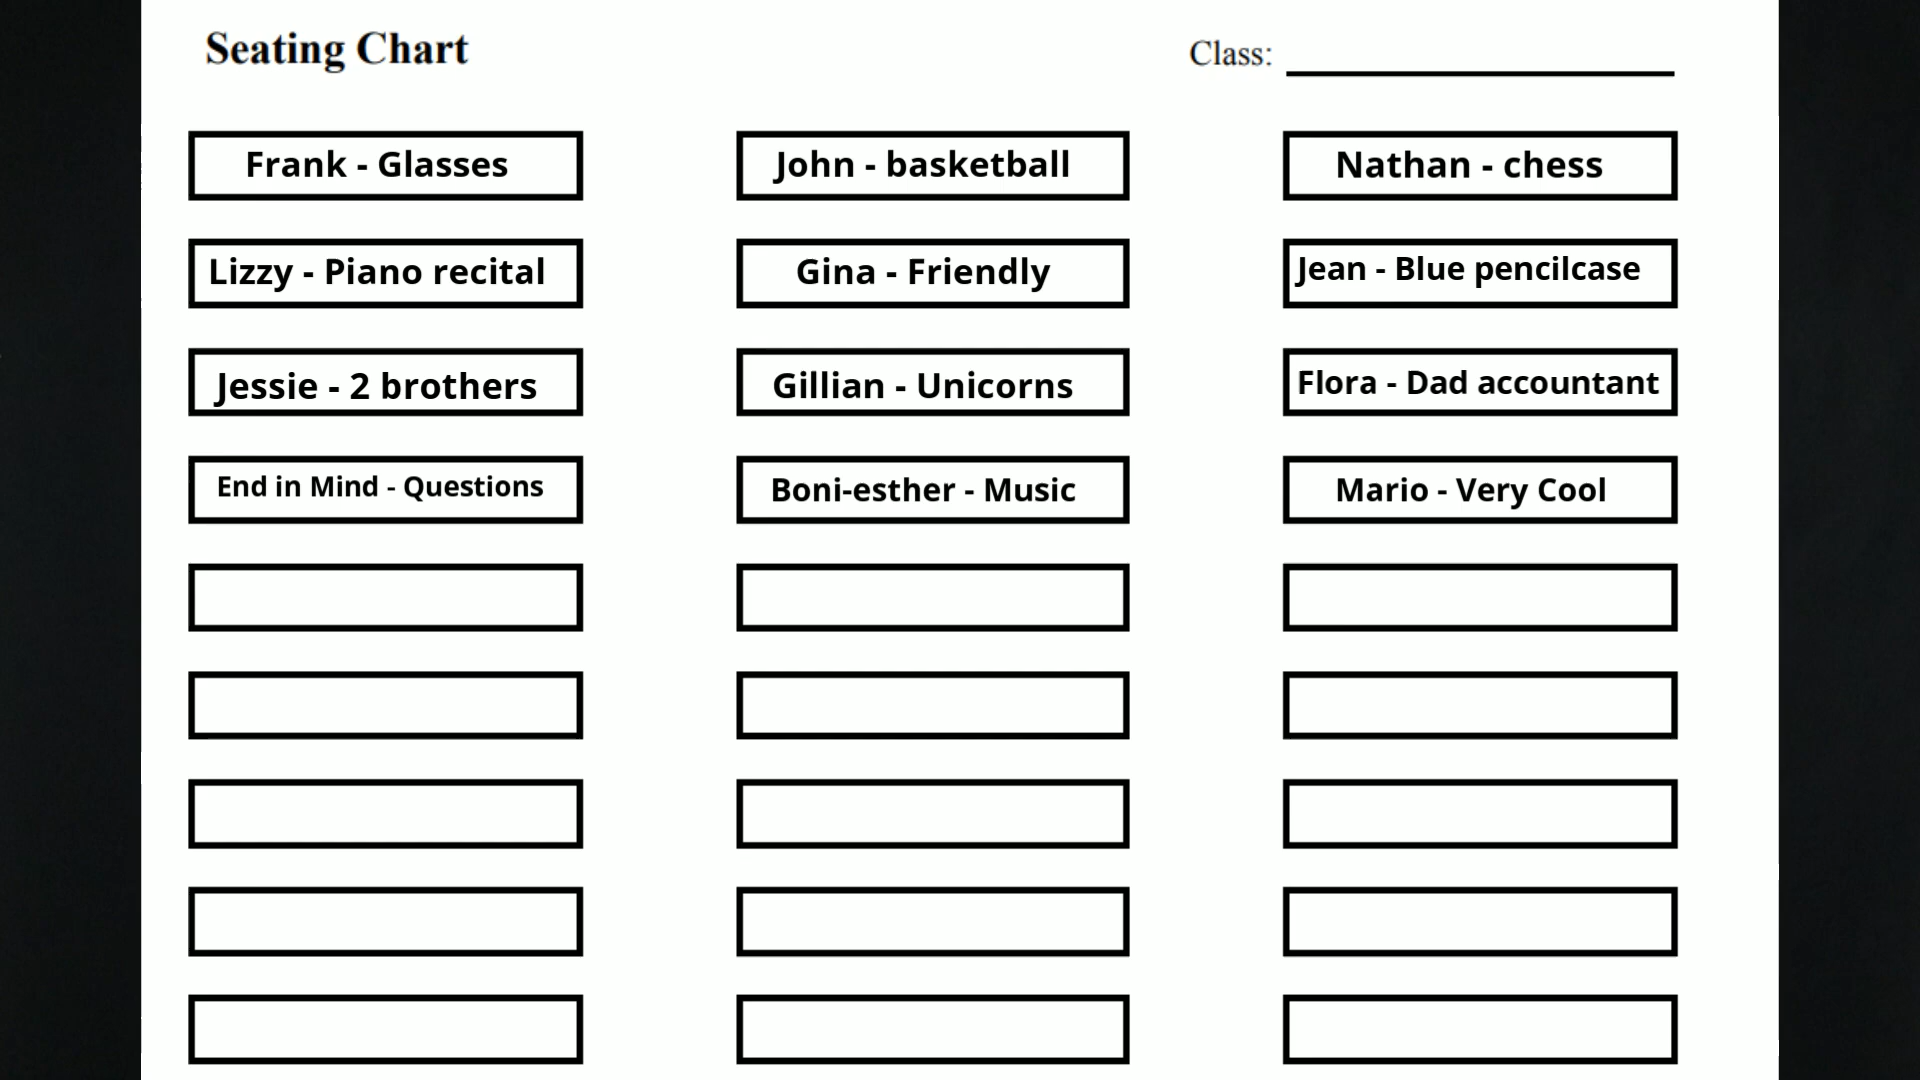 Seating Chart
Class:
Frank - Glasses
John - basketball
Nathan - chess
Lizzy - Piano recital
Gina - Friendly
Jean - Blue pencilcase
Jessie - 2 brothers
Gillian - Unicorns
Flora - Dad accountant
End in Mind - Questions
Boni-esther - Music
Mario - Very Cool